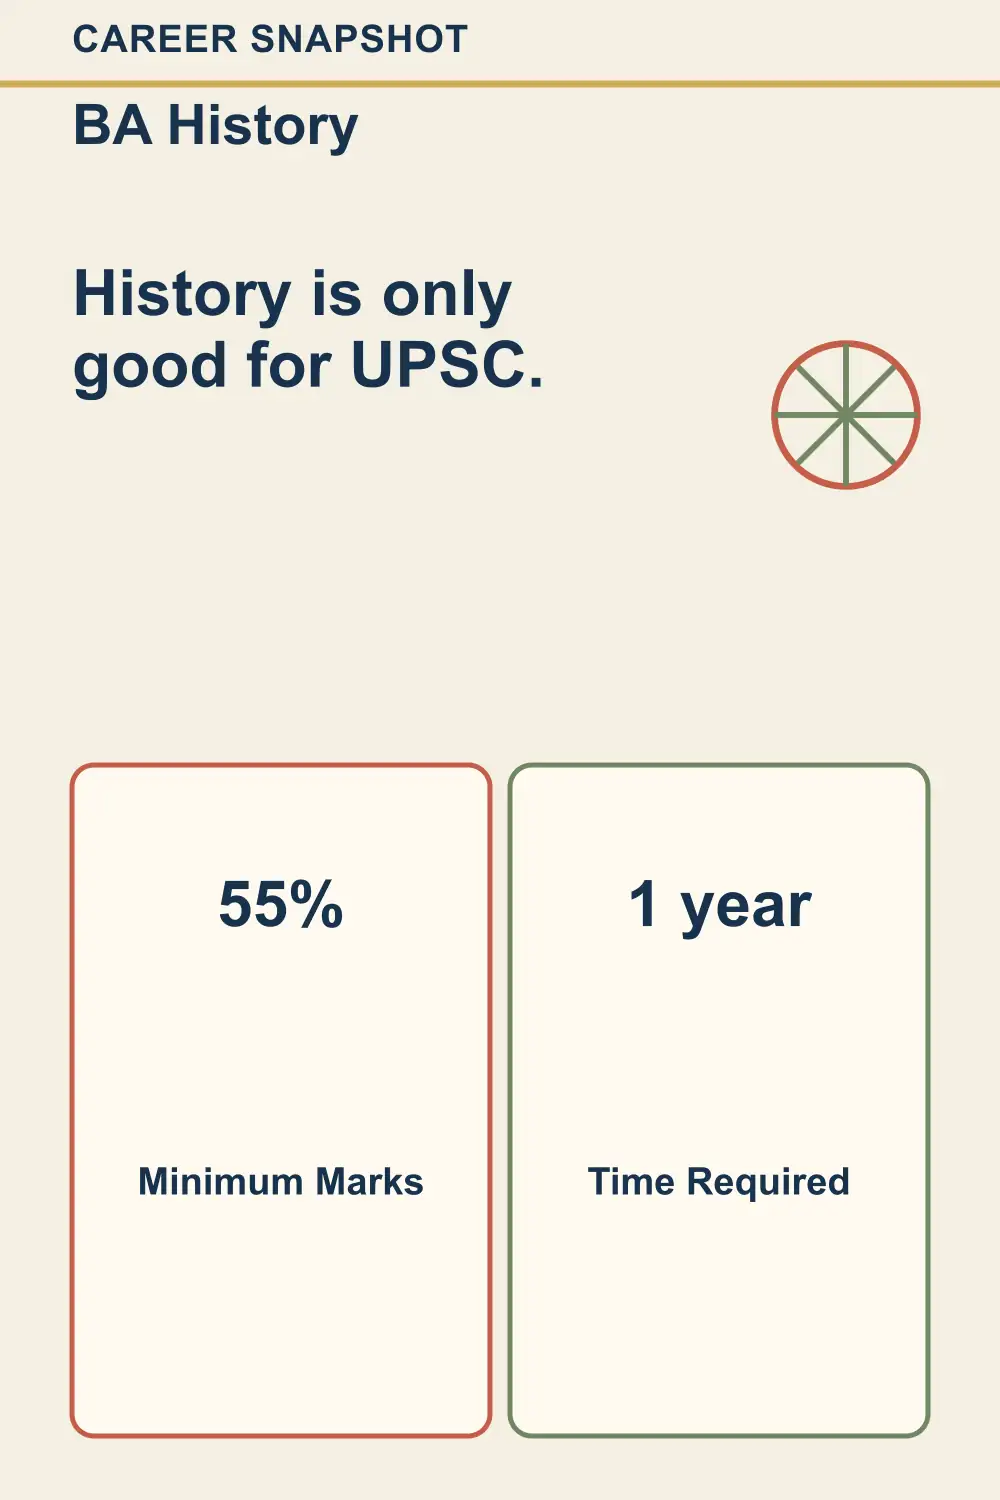 CAREER SNAPSHOT
BA History
History is only
good for UPSC.
55%
Minimum Marks
1 year
Time Required